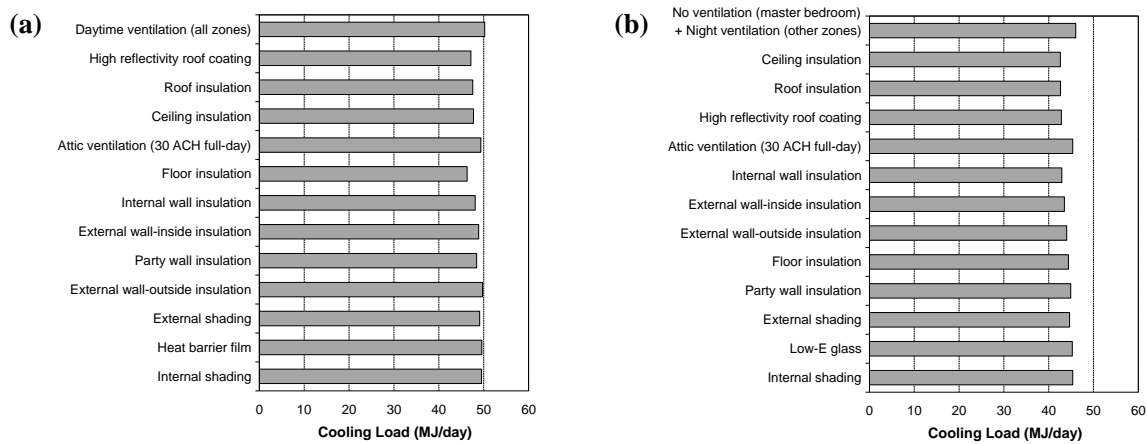 (a)
Daytime ventilation (all zones)
High reflectivity roof coating
Roof insulation
Ceiling insulation
Attic ventilation (30 ACH full-day)
Floor insulation
Internal wall insulation
External wall-inside insulation
Party wall insulation
External wall-outside insulation
External shading
Heat barrier film
Internal shading
0 10 20 30 40 50 60
Cooling Load (MJ/day)
(b)
No ventilation (master bedroom)
+ Night ventilation (other zones)
Ceiling insulation
Roof insulation
High reflectivity roof coating
Attic ventilation (30 ACH full-day)
Internal wall insulation
External wall-inside insulation
External wall-outside insulation
Floor insulation
Party wall insulation
External shading
Low-E glass
Internal shading
0 10 20 30 40 50 60
Cooling Load (MJ/day)